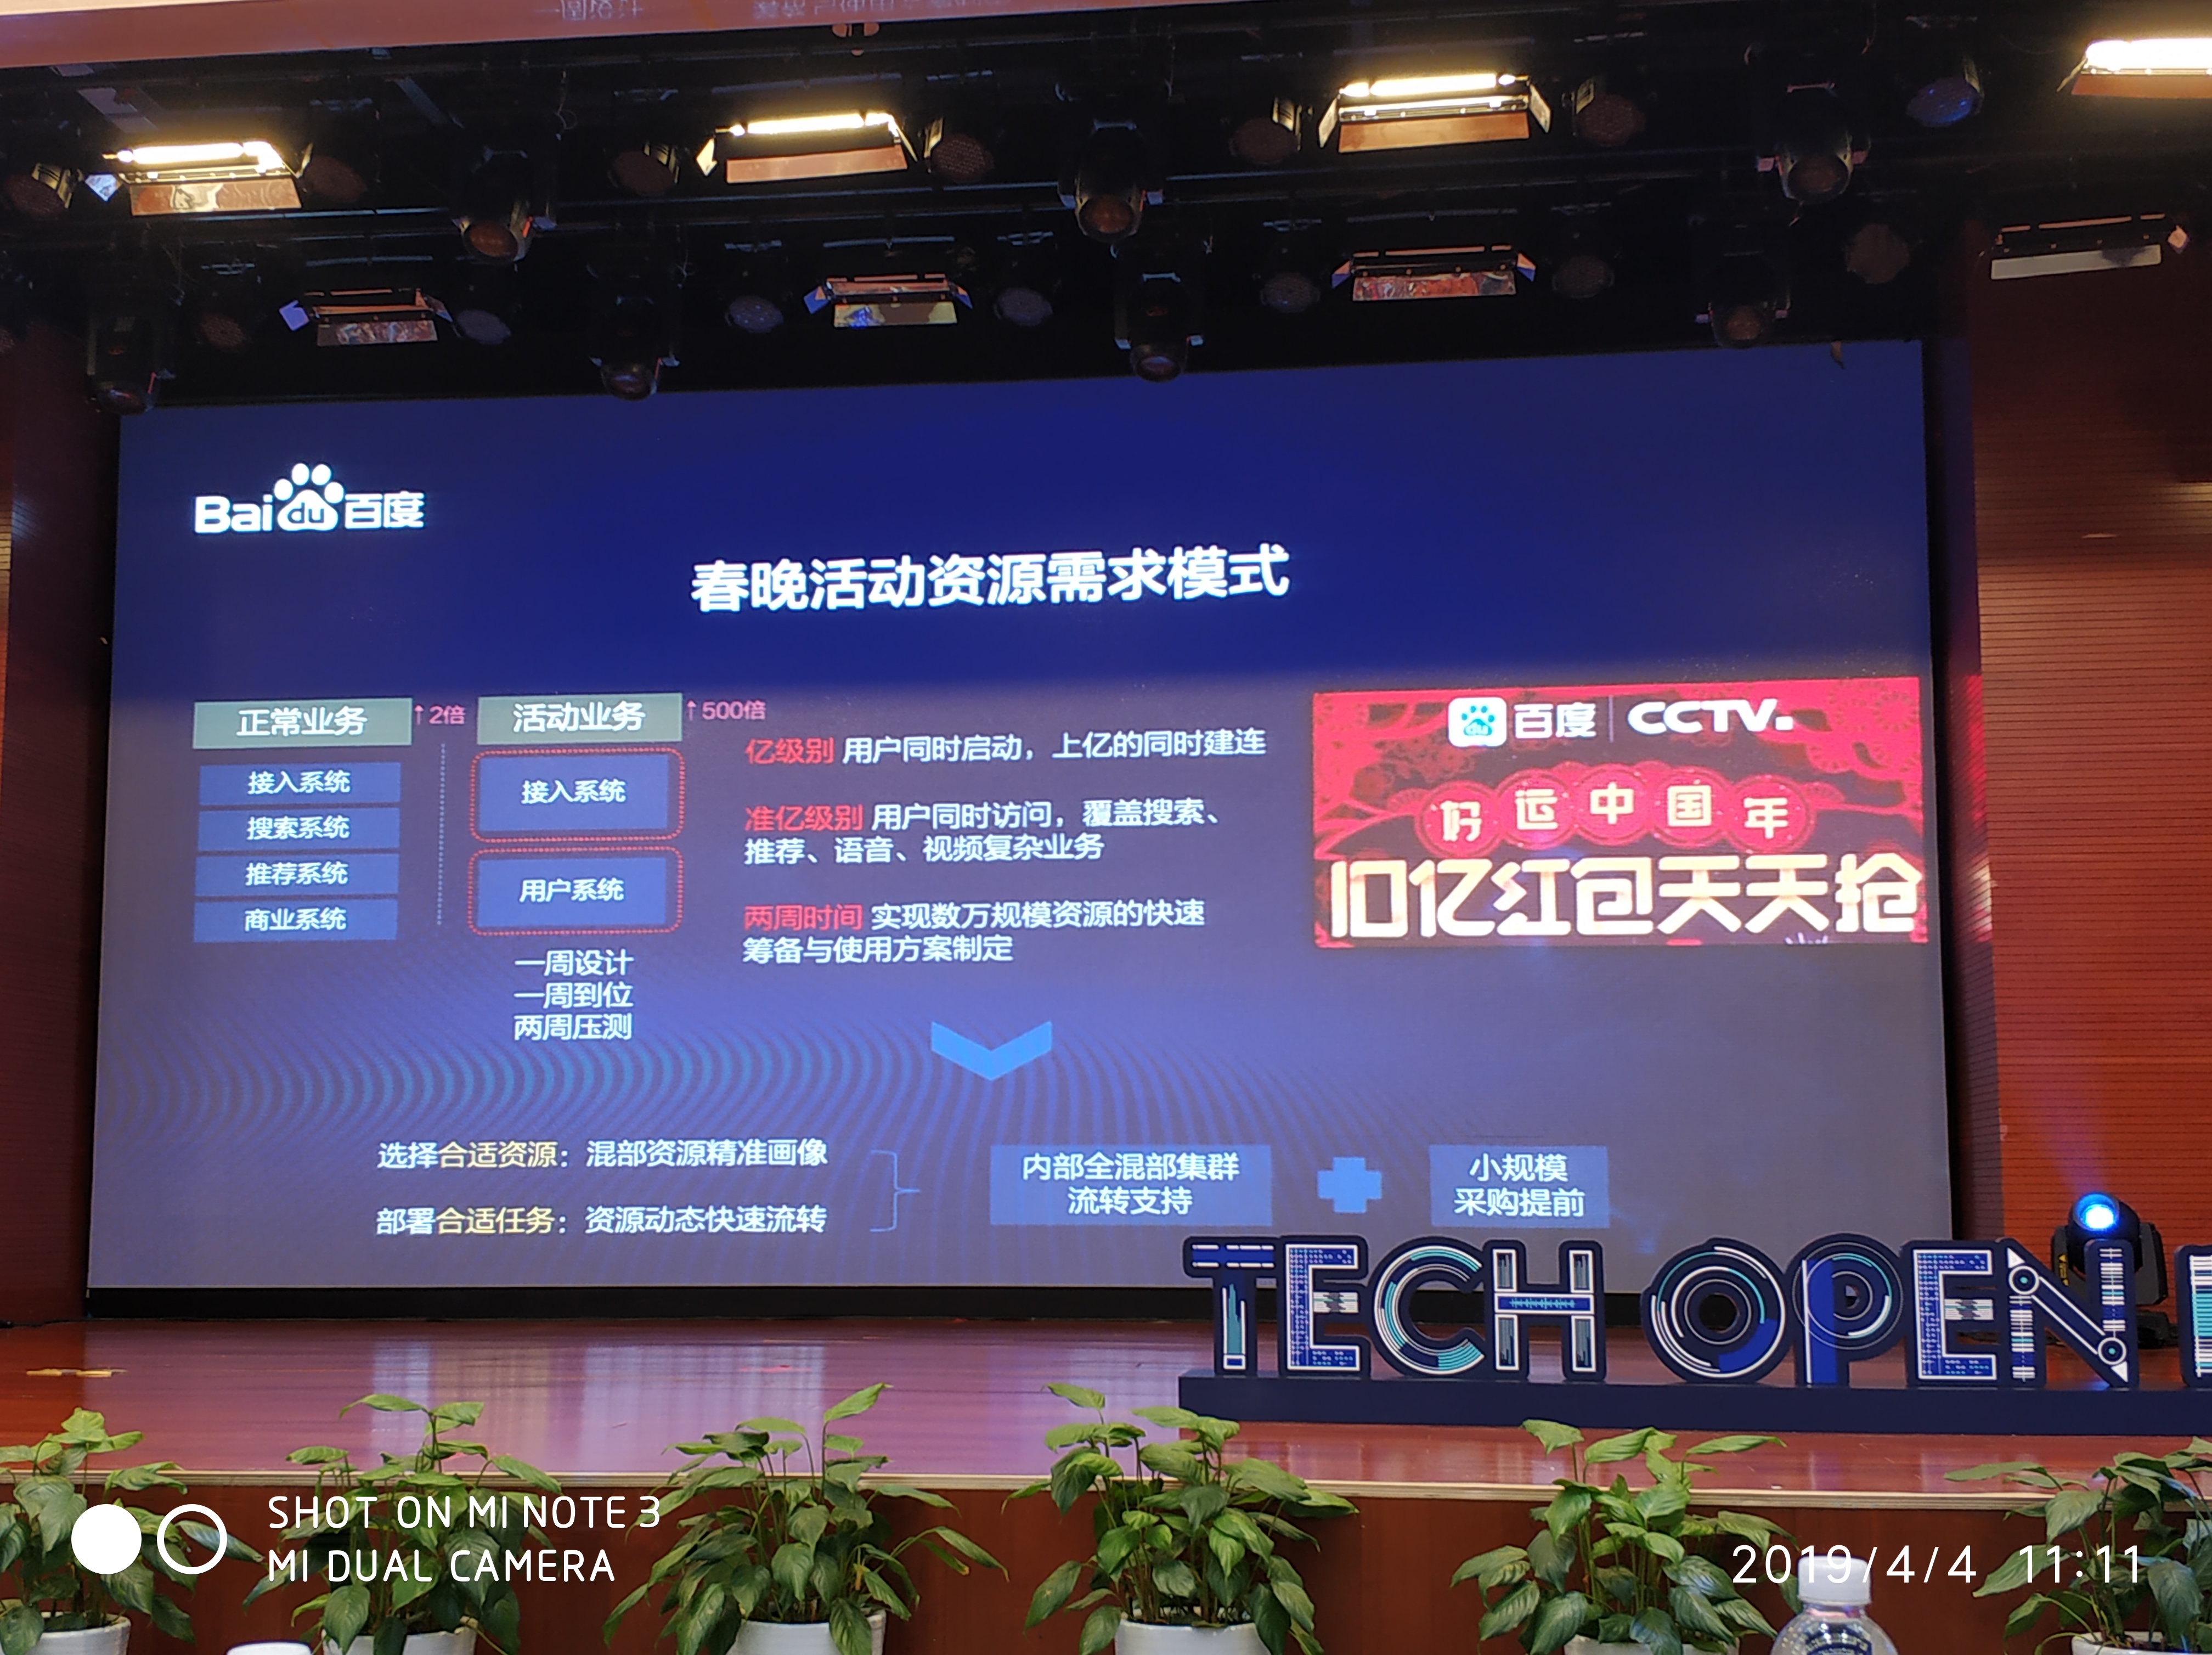 Baidu百度
春晚活动资源需求模式
正常业务
↑2倍
接入系统
搜索系统
推荐系统
商业系统
活动业务
↑500倍
接入系统
用户系统
一周设计
一周到位
两周压测
亿级别 用户同时启动，上亿的同时建连
准亿级别 用户同时访问，覆盖搜索、
推荐、语音、视频复杂业务
两周时间 实现数万规模资源的快速
筹备与使用方案制定
du 百度 CCTV.
好运中国年
10亿红包天天抢
选择合适资源：混部资源精准画像
部署合适任务：资源动态快速流转
内部全混部集群
流转支持
小规模
采购提前
TECH OPEN
SHOT ON MI NOTE 3
MI DUAL CAMERA
2019/4/4 11:11